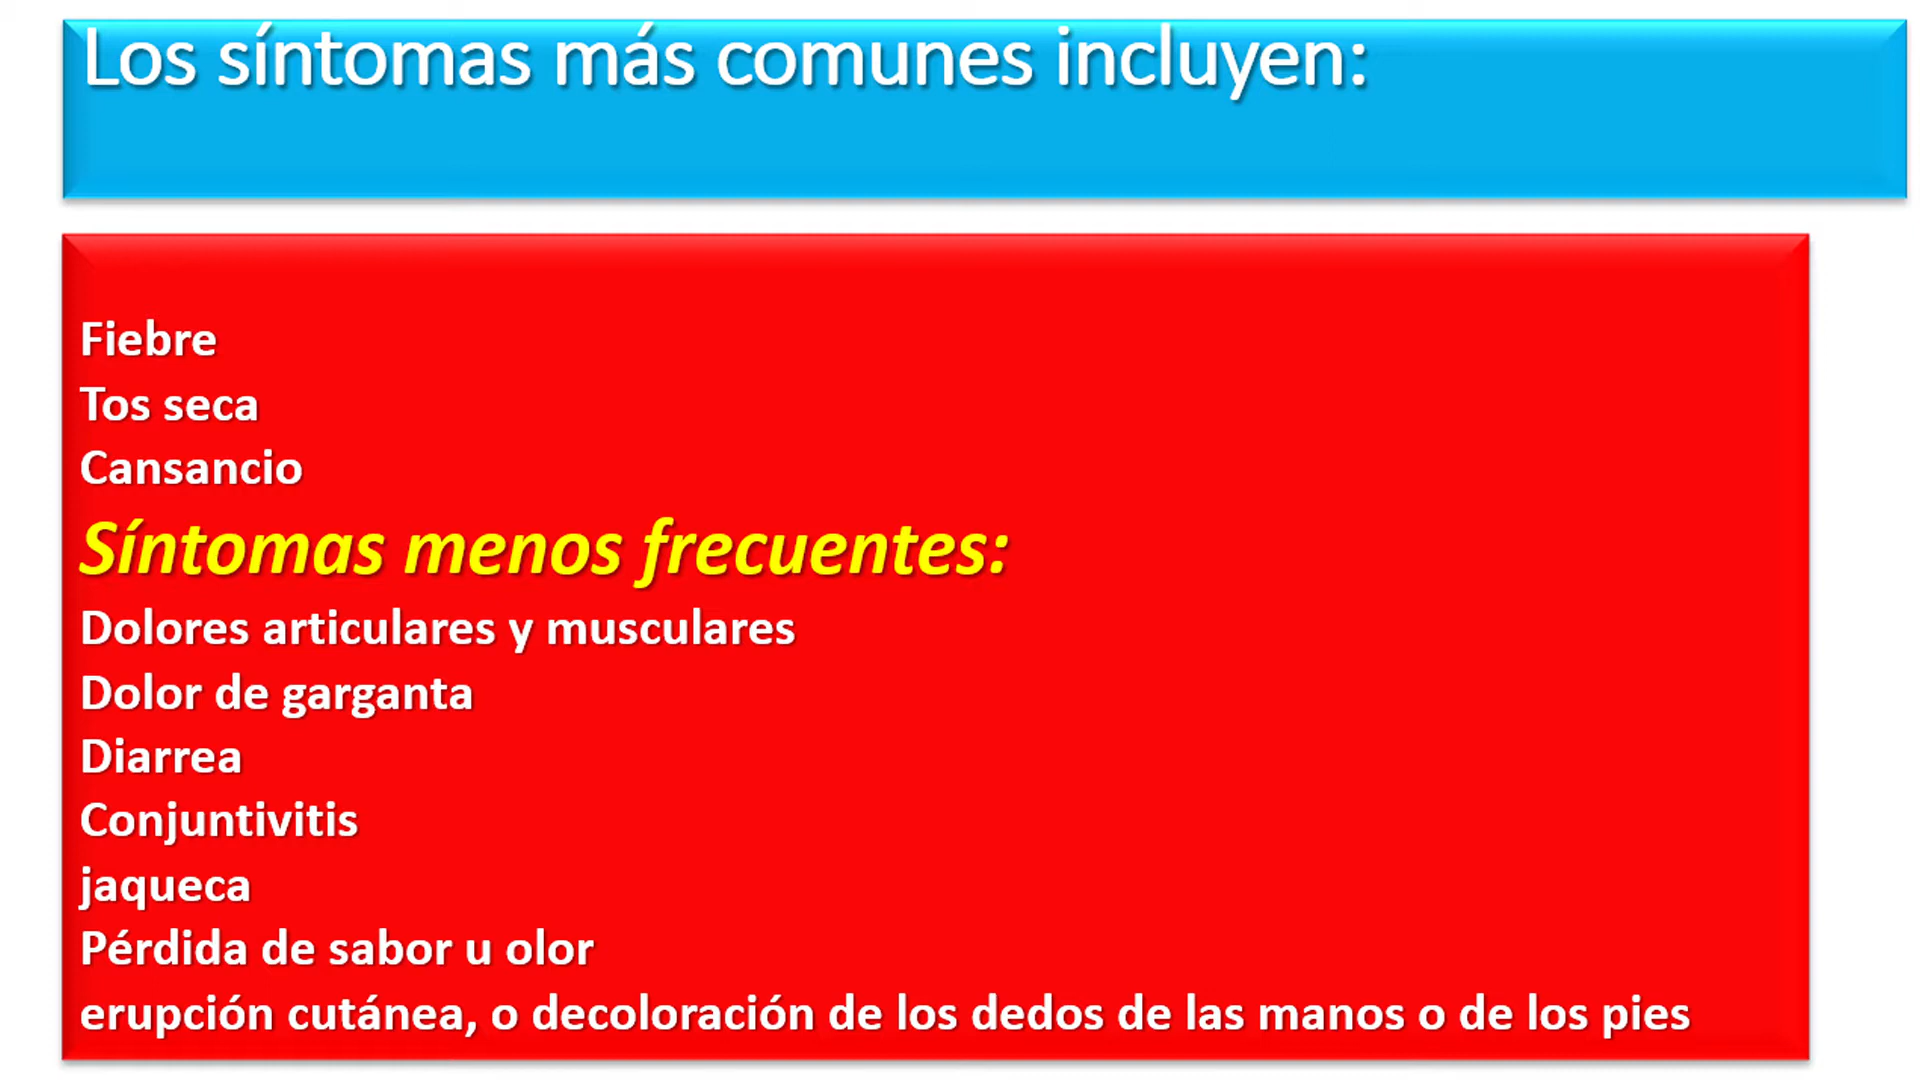 Los síntomas más comunes incluyen:
Fiebre
Tos seca
Cansancio
Síntomas menos frecuentes:
Dolores articulares y musculares
Dolor de garganta
Diarrea
Conjuntivitis
jaqueca
Pérdida de sabor u olor
erupción cutánea, o decoloración de los dedos de las manos o de los pies